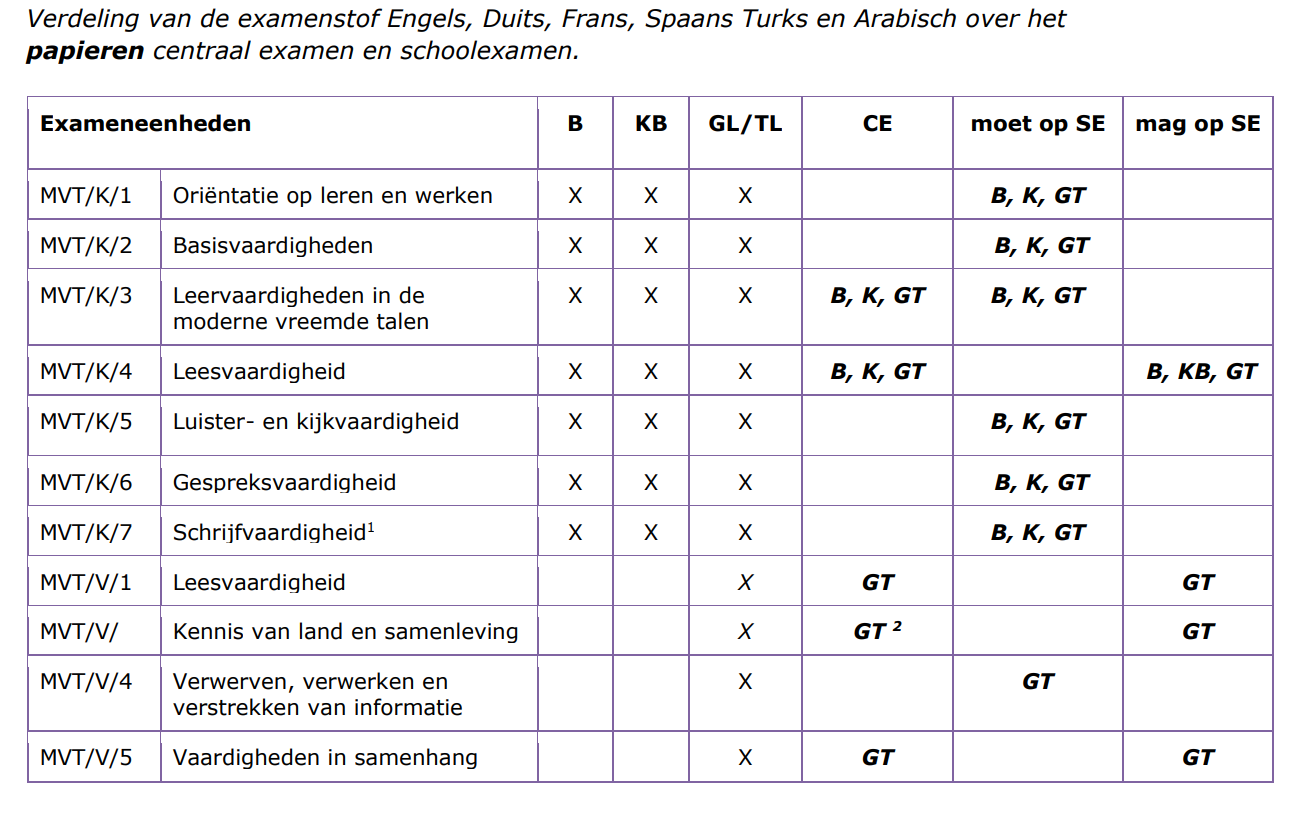 Verdeling van de examenstof Engels, Duits, Frans, Spaans Turks en Arabisch over het
papieren centraal examen en schoolexamen.
Exameneenheden B KB GL/TL CE moet op SE mag op SE
MVT/K/1 Oriëntatie op leren en werken X X X B, K, GT
MVT/K/2 Basisvaardigheden X X X B, K, GT
MVT/K/3 Leervaardigheden in de X X X B, K, GT B, K, GT
moderne vreemde talen
MVT/K/4 Leesvaardigheid X X X B, K, GT B, KB, GT
MVT/K/5 Luister- en kijkvaardigheid X X X B, K, GT
MVT/K/6 Gespreksvaardigheid X X X B, K, GT
MVT/K/7 Schrijfvaardigheid¹ X X X B, K, GT
MVT/V/1 Leesvaardigheid X GT GT
MVT/V/ Kennis van land en samenleving X GT ² GT
MVT/V/4 Verwerven, verwerken en X GT
verstrekken van informatie
MVT/V/5 Vaardigheden in samenhang X GT GT